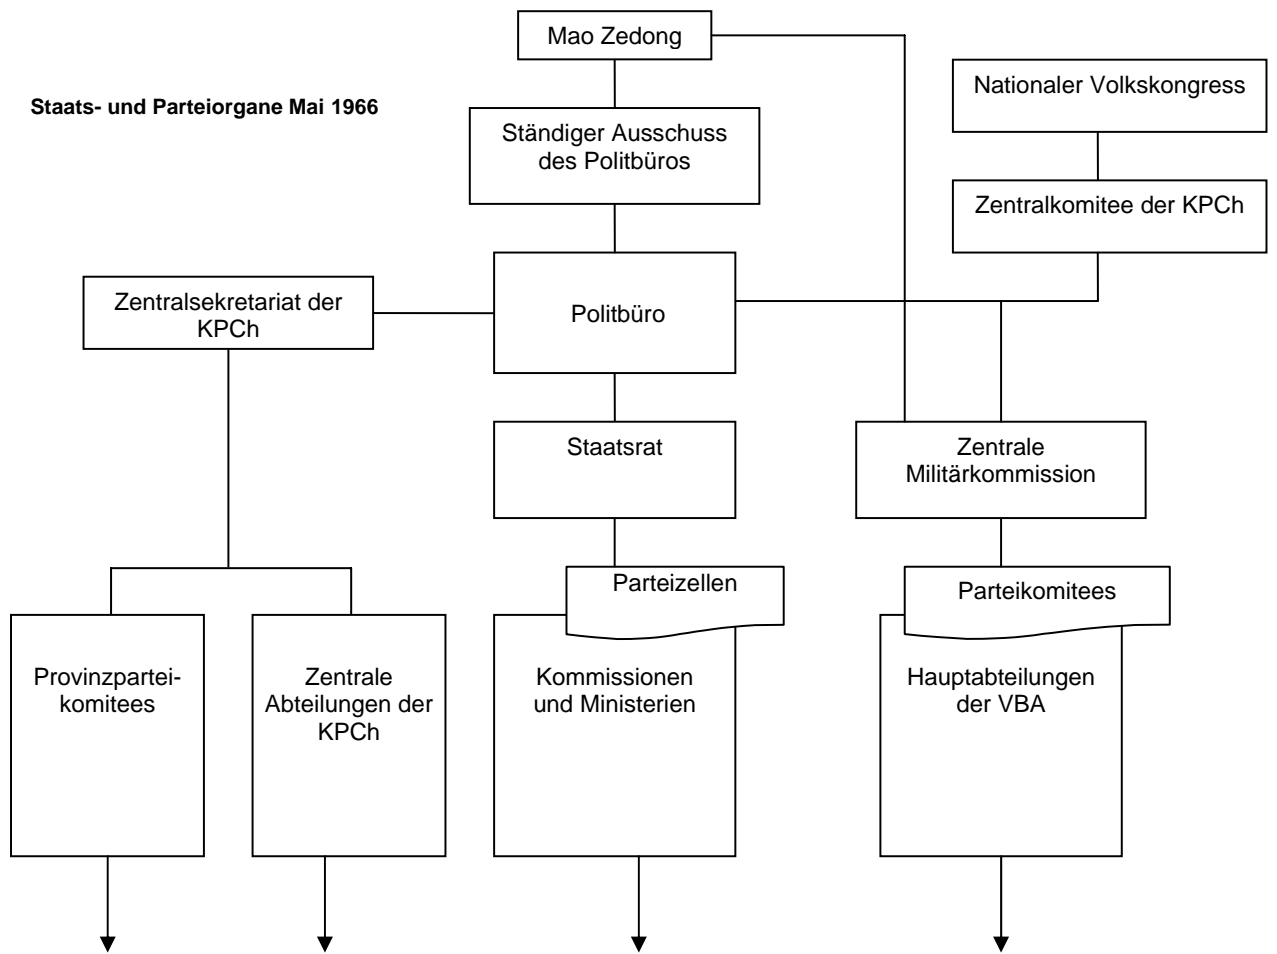 Mao Zedong
Nationaler Volkskongress
Staats- und Parteiorgane Mai 1966
Ständiger Ausschuss
des Politbüros
Zentralkomitee der KPCh
Zentralsekretariat der
KPCh
Politbüro
Staatsrat
Zentrale
Militärkommission
Parteizellen
Parteikomitees
Provinzpartei-
komitees
Zentrale
Abteilungen der
KPCh
Kommissionen
und Ministerien
Hauptabteilungen
der VBA